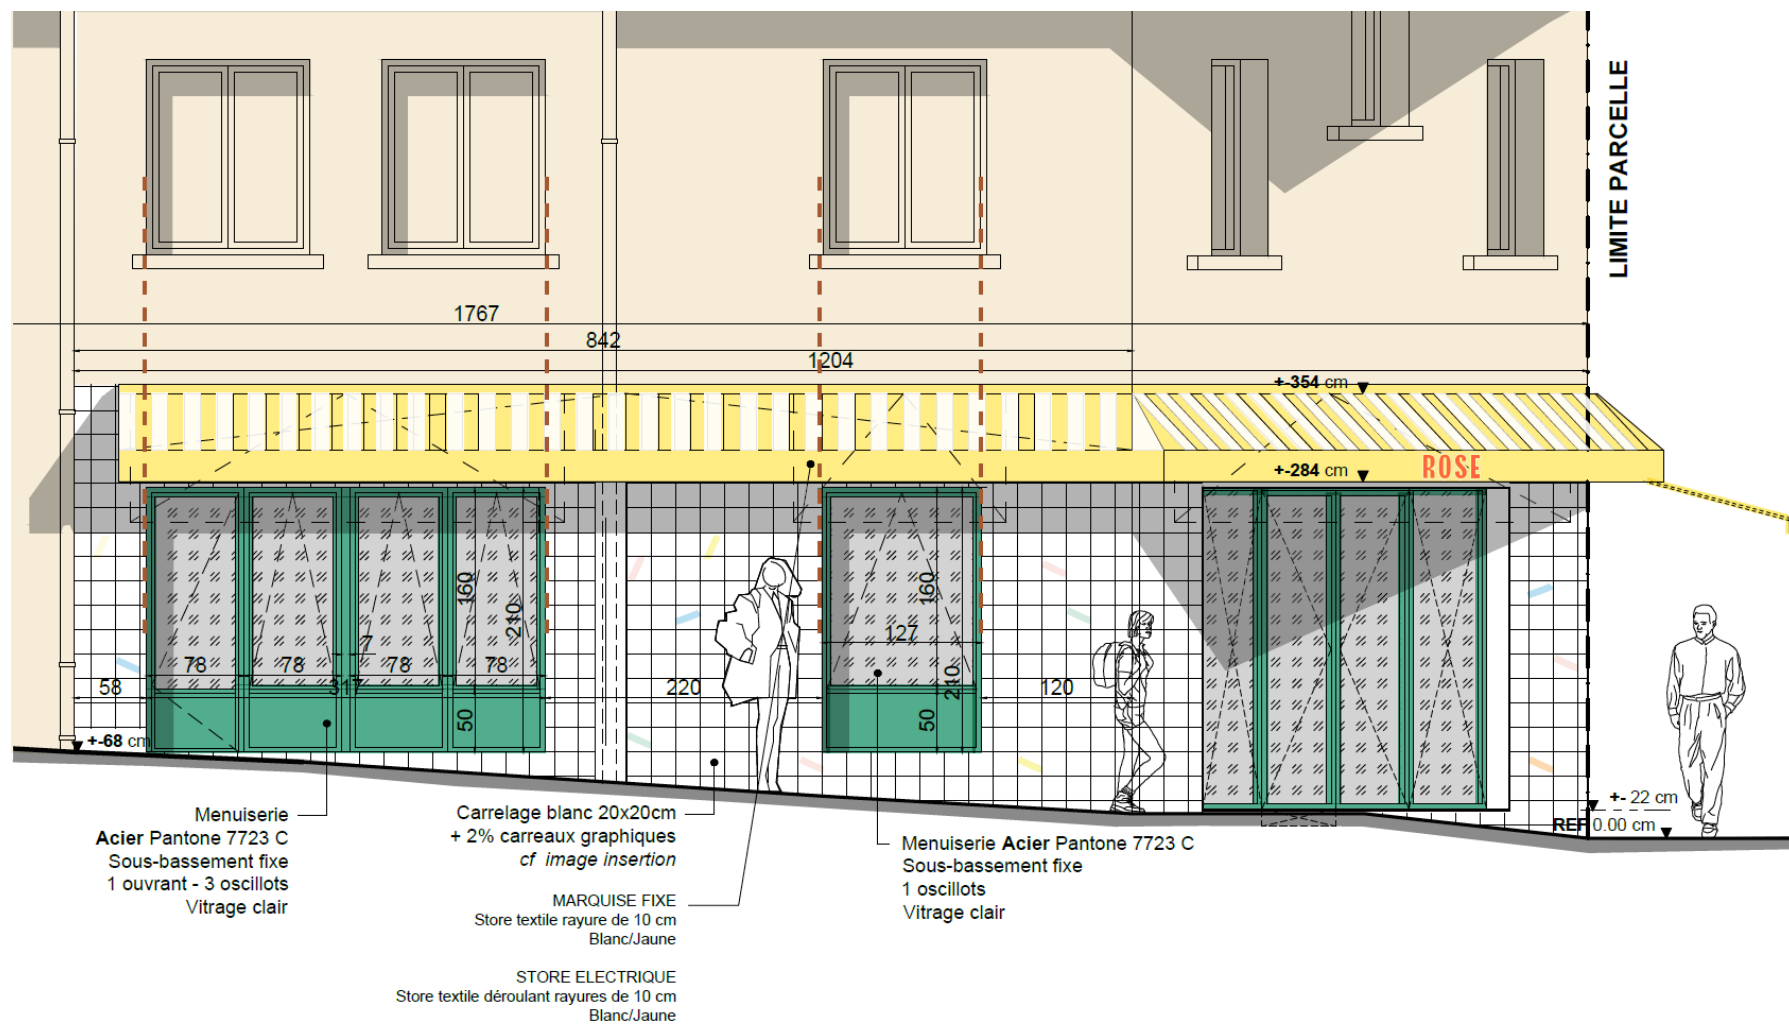 LIMITE PARCELLE
1767
842
1204
+-354 cm
+-284 cm
ROSE
160
210
7
78
78
78
78
58
317
50
220
160
127
210
50
120
+-68 cm
+- 22 cm
REF 0.00 cm
Menuiserie
Acier Pantone 7723 C
Sous-bassement fixe
1 ouvrant - 3 oscillots
Vitrage clair
Carrelage blanc 20x20cm
+ 2% carreaux graphiques
cf image insertion
MARQUISE FIXE
Store textile rayure de 10 cm
Blanc/Jaune
STORE ELECTRIQUE
Store textile déroulant rayures de 10 cm
Blanc/Jaune
Menuiserie Acier Pantone 7723 C
Sous-bassement fixe
1 oscillots
Vitrage clair